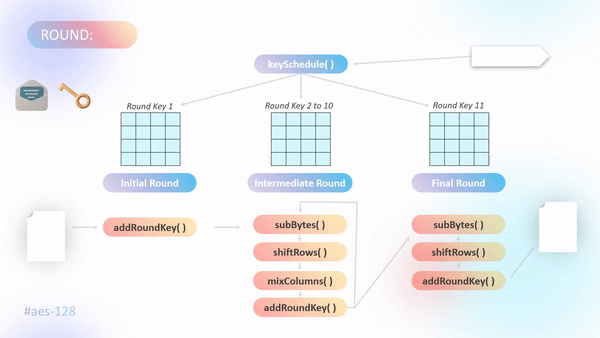 ROUND:
keySchedule( )
Round Key 1
Round Key 2 to 10
Round Key 11
Initial Round
Intermediate Round
Final Round
addRoundKey( )
subBytes( )
shiftRows( )
mixColumns( )
addRoundKey( )
subBytes( )
shiftRows( )
addRoundKey( )
#aes-128